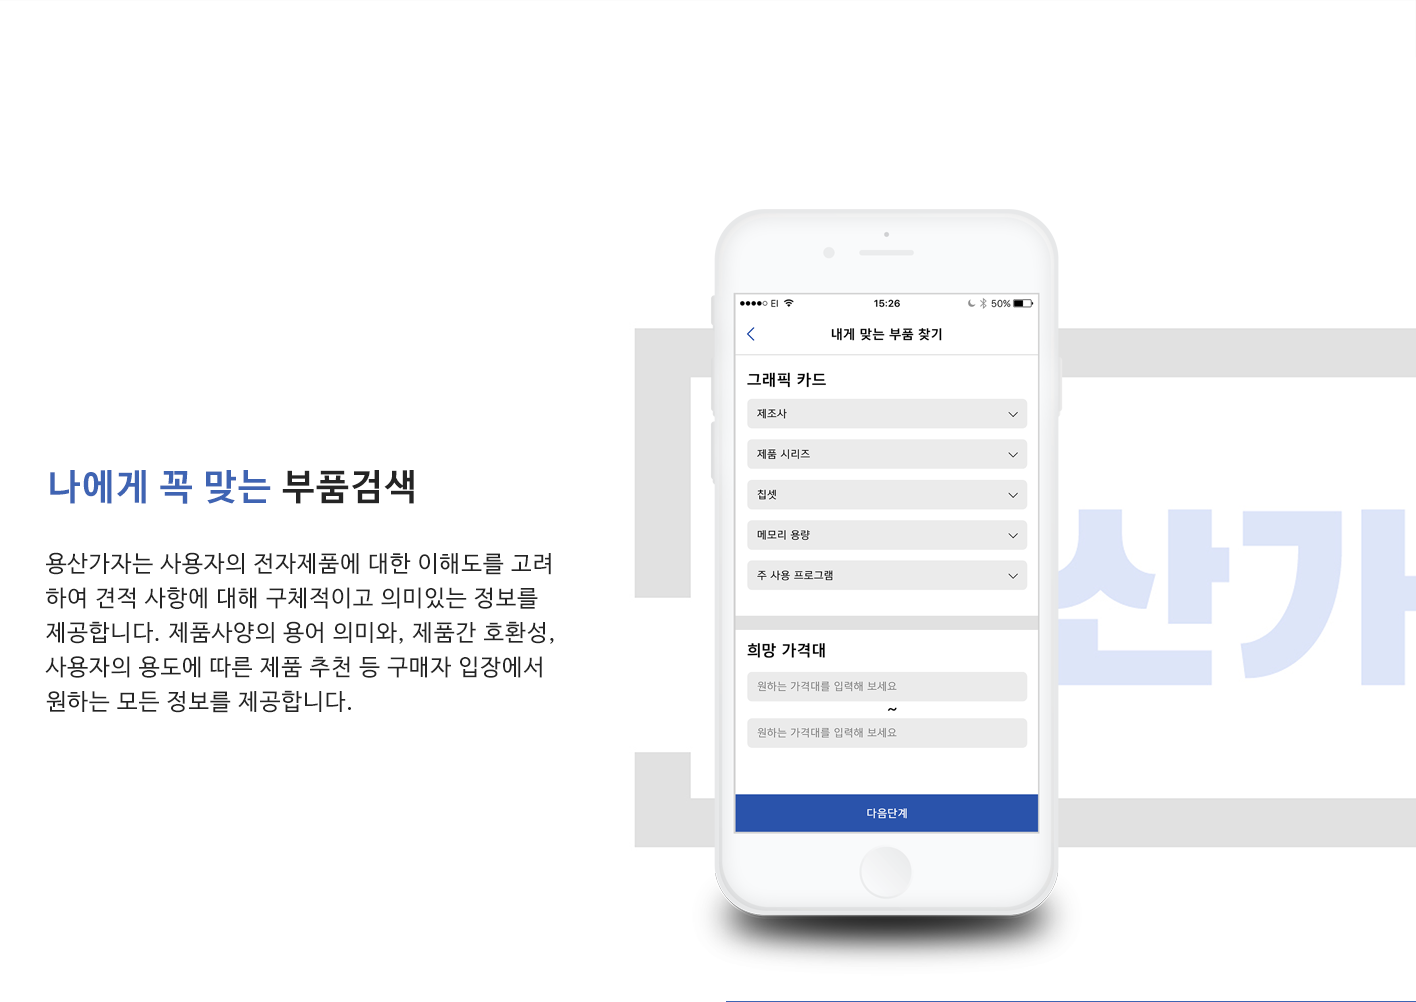 나에게 꼭 맞는 부품검색
용산가자는 사용자의 전자제품에 대한 이해도를 고려
하여 견적 사항에 대해 구체적이고 의미있는 정보를
제공합니다. 제품사양의 용어 의미와, 제품간 호환성,
사용자의 용도에 따른 제품 추천 등 구매자 입장에서
원하는 모든 정보를 제공합니다.
EI 15:26 50%
내게 맞는 부품 찾기
그래픽 카드
제조사
제품 시리즈
칩셋
메모리 용량
주 사용 프로그램
희망 가격대
원하는 가격대를 입력해 보세요
~
원하는 가격대를 입력해 보세요
다음단계
산가